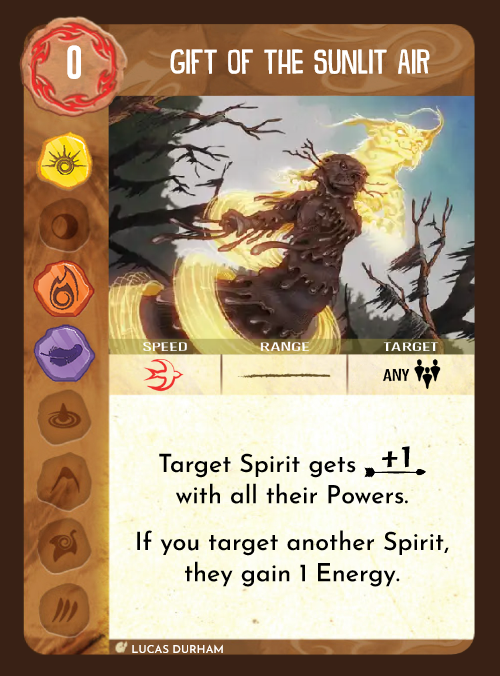 0
GIFT OF THE SUNLIT AIR
SPEED RANGE TARGET
ANY
Target Spirit gets +1
with all their Powers.
If you target another Spirit,
they gain 1 Energy.
LUCAS DURHAM